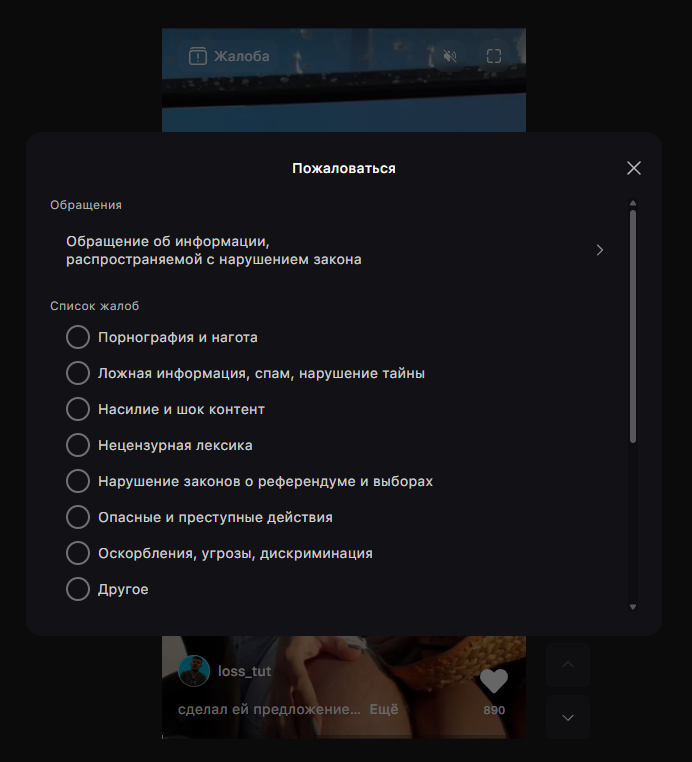 Жалоба
Пожаловаться
Обращения
Обращение об информации,
распространяемой с нарушением закона
Список жалоб
Порнография и нагота
Ложная информация, спам, нарушение тайны
Насилие и шок контент
Нецензурная лексика
Нарушение законов о референдуме и выборах
Опасные и преступные действия
Оскорбления, угрозы, дискриминация
Другое
loss_tut
сделал ей предложение... Ещё
890